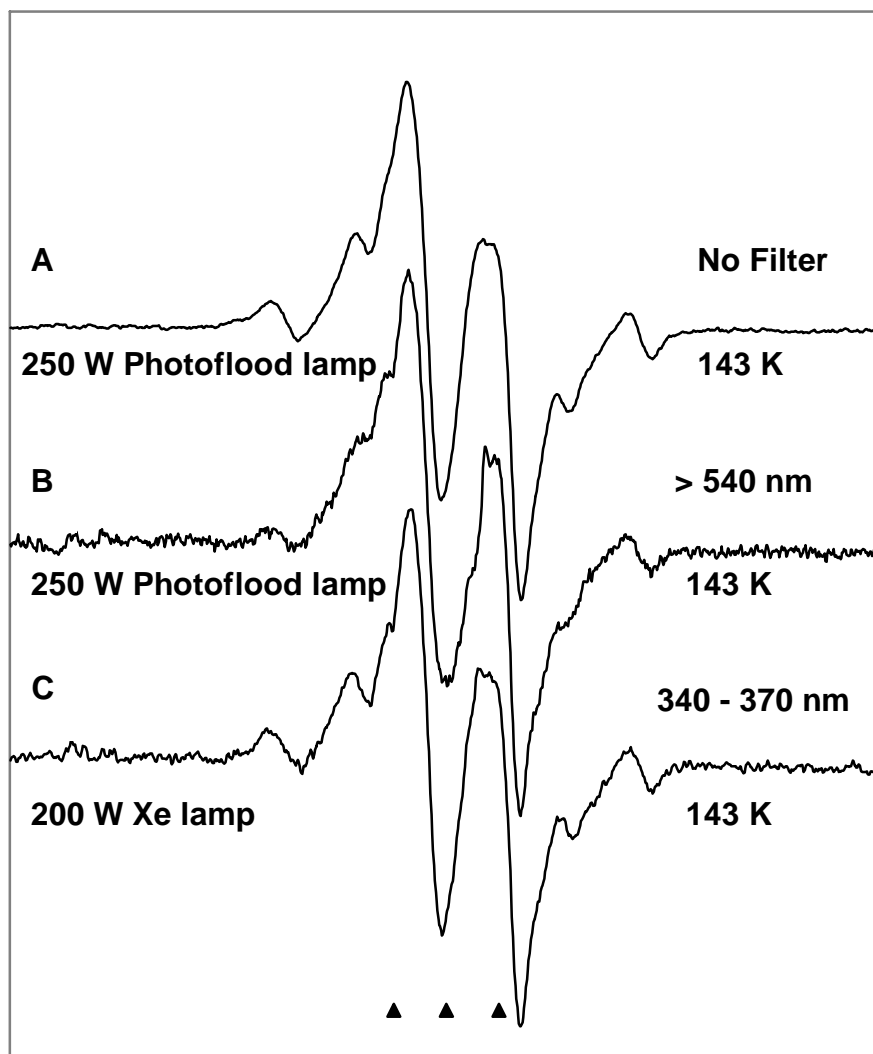 A
No Filter
250 W Photoflood lamp
143 K
B
> 540 nm
250 W Photoflood lamp
143 K
C
340 - 370 nm
200 W Xe lamp
143 K